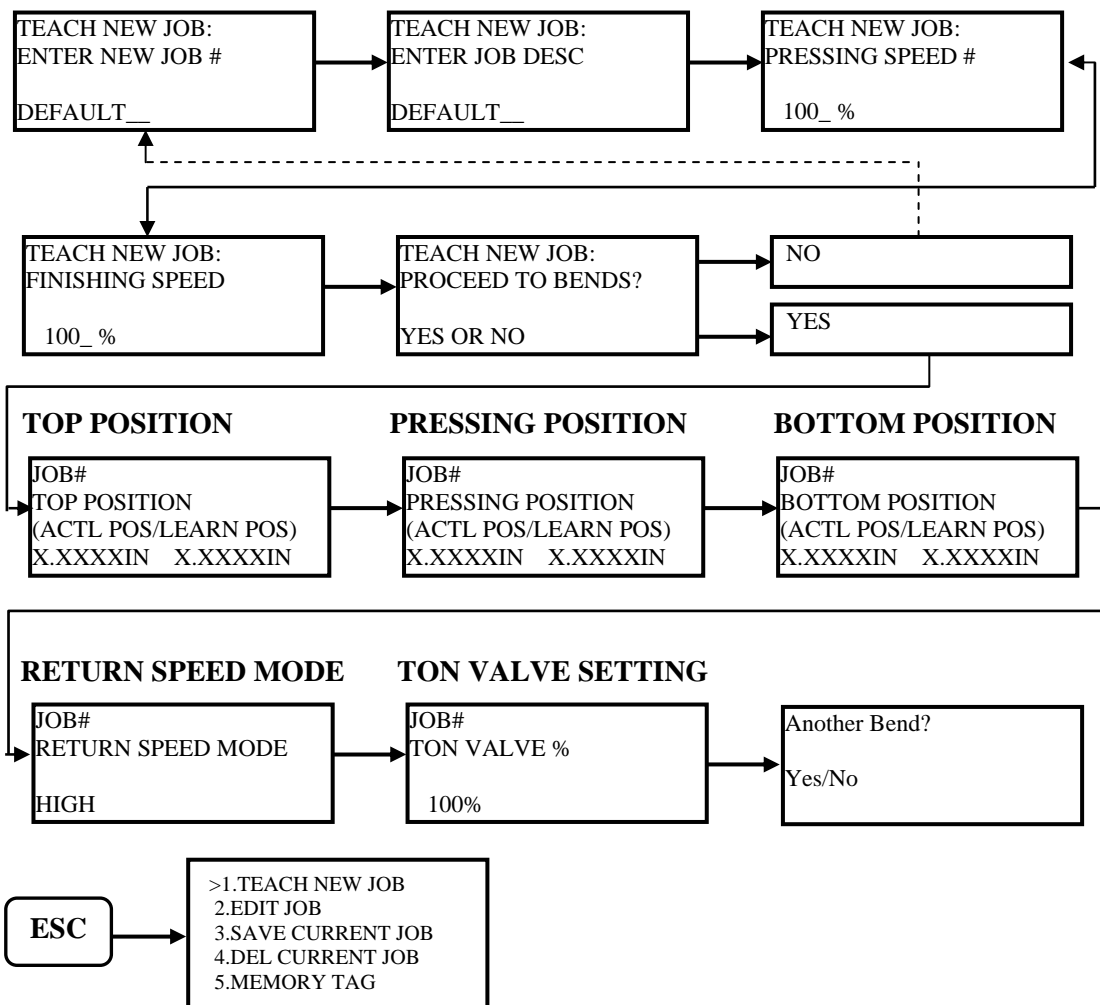 TEACH NEW JOB:
ENTER NEW JOB #
DEFAULT__
TEACH NEW JOB:
ENTER JOB DESC
DEFAULT__
TEACH NEW JOB:
PRESSING SPEED #
100_ %
TEACH NEW JOB:
FINISHING SPEED
100_ %
TEACH NEW JOB:
PROCEED TO BENDS?
YES OR NO
NO
YES
TOP POSITION
JOB#
TOP POSITION
(ACTL POS/LEARN POS)
X.XXXXIN X.XXXXIN
PRESSING POSITION
JOB#
PRESSING POSITION
(ACTL POS/LEARN POS)
X.XXXXIN X.XXXXIN
BOTTOM POSITION
JOB#
BOTTOM POSITION
(ACTL POS/LEARN POS)
X.XXXXIN X.XXXXIN
RETURN SPEED MODE
JOB#
RETURN SPEED MODE
HIGH
TON VALVE SETTING
JOB#
TON VALVE %
100%
Another Bend?
Yes/No
ESC
>1.TEACH NEW JOB
2.EDIT JOB
3.SAVE CURRENT JOB
4.DEL CURRENT JOB
5.MEMORY TAG